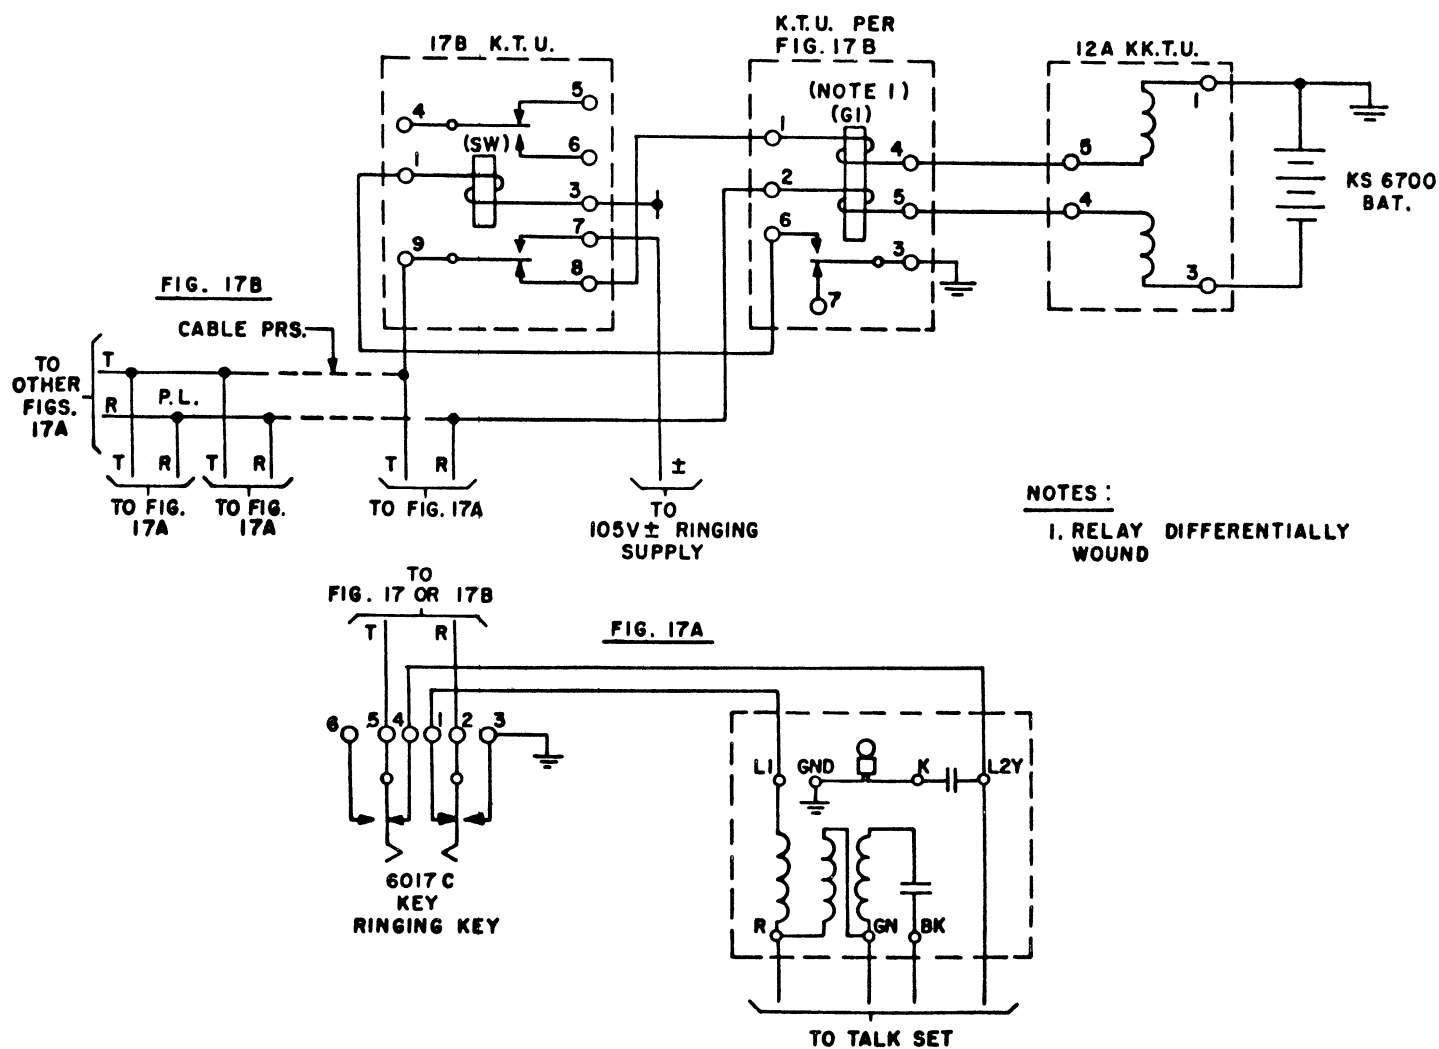 17B K.T.U.
K.T.U. PER
FIG. 17B
12A KK.T.U.
4
5
(SW)
6
1
3
7
9
8
(NOTE 1)
(G1)
1
4
2
5
6
3
7
5
1
4
3
KS 6700
BAT.
FIG. 17B
CABLE PRS.
TO
OTHER
FIGS.
17A
T
R
P.L.
T R T R
T R
±
TO FIG.
17A
TO FIG.
17A
TO FIG. 17A
TO
105V± RINGING
SUPPLY
NOTES:
1. RELAY DIFFERENTIALLY
WOUND
TO
FIG. 17 OR 17B
T R
FIG. 17A
6 5 4 1 2 3
6017C
KEY
RINGING KEY
L1 GND K L2Y
R GN BK
TO TALK SET